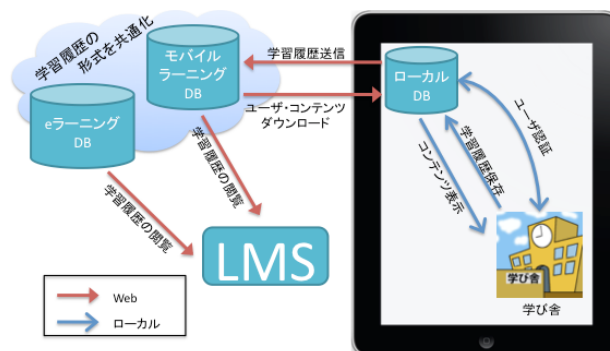 学習履歴の
形式を共通化
モバイル
ラーニング
DB
eラーニング
DB
学習履歴送信
ユーザ・コンテンツ
ダウンロード
ローカル
DB
ユーザ認証
学習履歴保存
コンテンツ表示
学習履歴の閲覧
学習履歴の閲覧
LMS
学び舎
学び舎
Web
ローカル